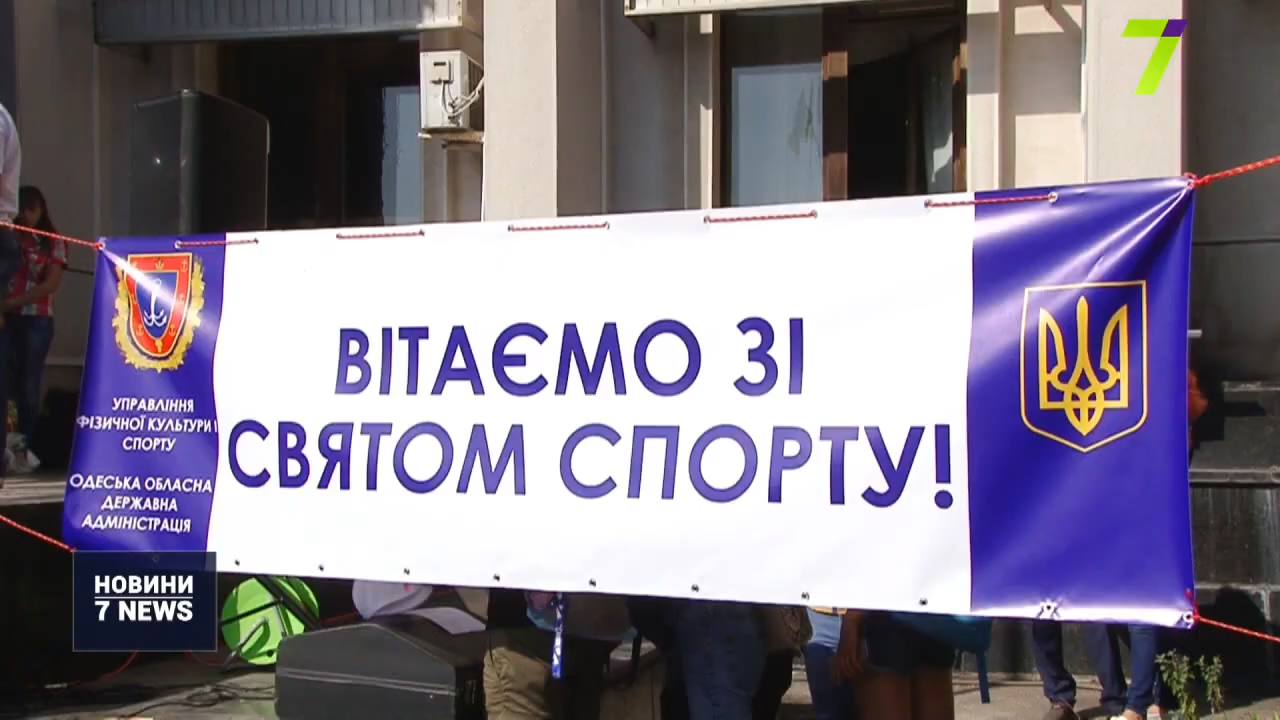 7
ВІТАЄМО ЗІ
СВЯТОМ СПОРТУ!
УПРАВЛІННЯ
ФІЗИЧНОЇ КУЛЬТУРИ І
СПОРТУ
ОДЕСЬКА ОБЛАСНА
ДЕРЖАВНА
АДМІНІСТРАЦІЯ
НОВИНИ
7 NEWS